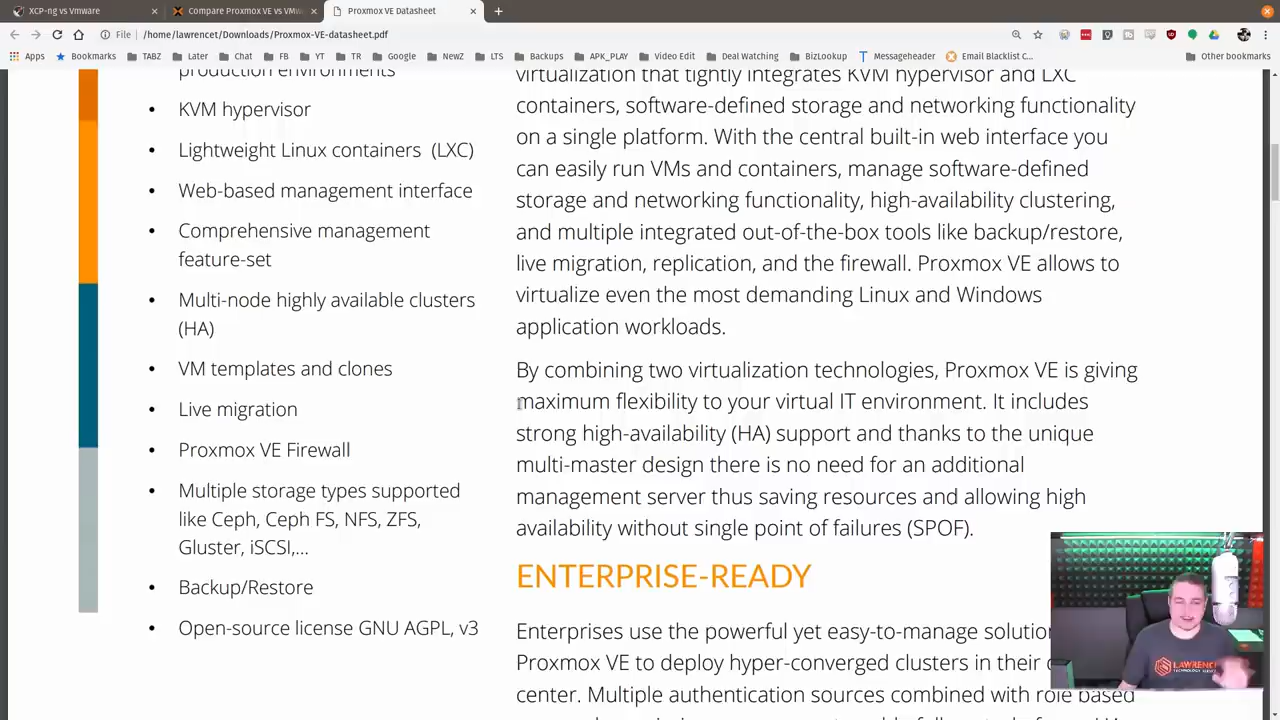 XCP-ng vs Vmware
Compare Proxmox VE vs VMw
Proxmox VE Datasheet
File
/home/lawrencet/Downloads/Proxmox-VE-datasheet.pdf
Apps Bookmarks TABZ Later Chat FB YT TR Google NewZ LTS Backups APK_PLAY Video Edit Deal Watching BizLookup Messageheader Email Blacklist C... Other bookmarks
production environments
• KVM hypervisor
• Lightweight Linux containers (LXC)
• Web-based management interface
• Comprehensive management
feature-set
• Multi-node highly available clusters
(HA)
• VM templates and clones
• Live migration
• Proxmox VE Firewall
• Multiple storage types supported
like Ceph, Ceph FS, NFS, ZFS,
Gluster, iSCSI,...
• Backup/Restore
• Open-source license GNU AGPL, v3
virtualization that tightly integrates KVM hypervisor and LXC
containers, software-defined storage and networking functionality
on a single platform. With the central built-in web interface you
can easily run VMs and containers, manage software-defined
storage and networking functionality, high-availability clustering,
and multiple integrated out-of-the-box tools like backup/restore,
live migration, replication, and the firewall. Proxmox VE allows to
virtualize even the most demanding Linux and Windows
application workloads.
By combining two virtualization technologies, Proxmox VE is giving
maximum flexibility to your virtual IT environment. It includes
strong high-availability (HA) support and thanks to the unique
multi-master design there is no need for an additional
management server thus saving resources and allowing high
availability without single point of failures (SPOF).
ENTERPRISE-READY
Enterprises use the powerful yet easy-to-manage solution
Proxmox VE to deploy hyper-converged clusters in their
center. Multiple authentication sources combined with role based
LAWRENCE